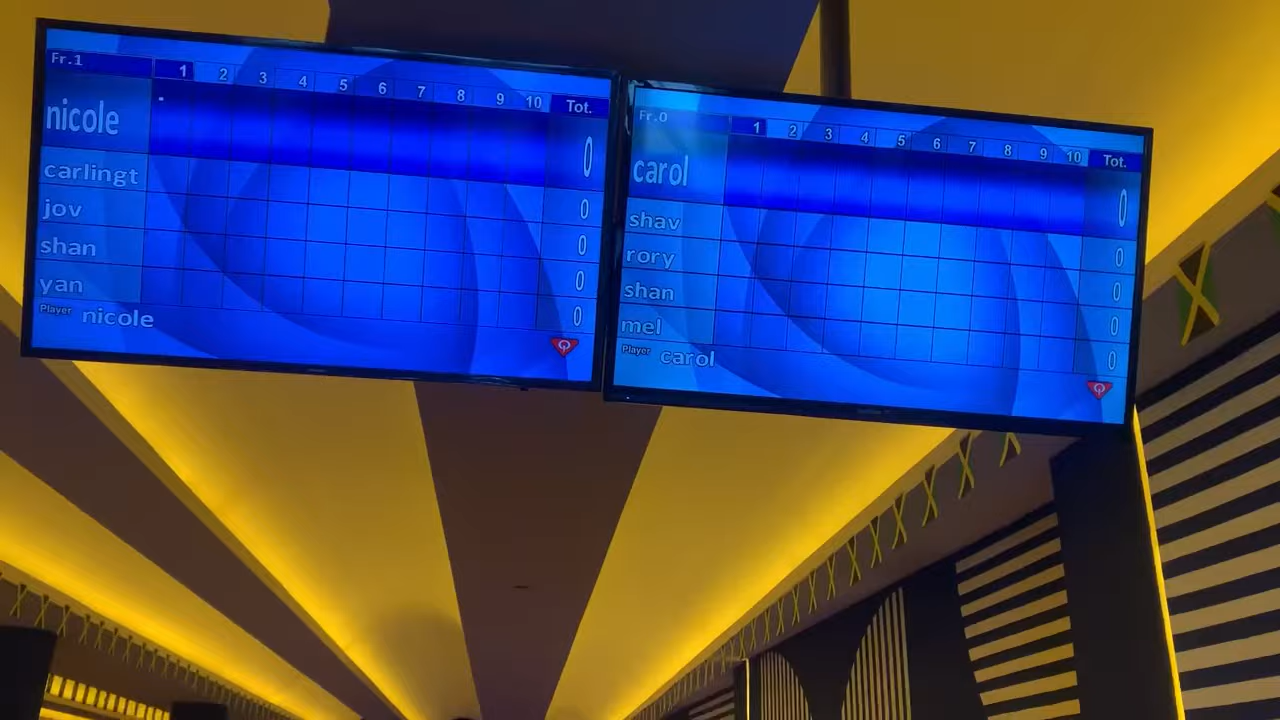 Fr.1 1 2 3 4 5 6 7 8 9 10 Tot.
nicole 0
carlingt 0
jov 0
shan 0
yan 0
Player nicole
Fr.0 1 2 3 4 5 6 7 8 9 10 Tot.
carol 0
shav 0
rory 0
shan 0
mel 0
Player carol